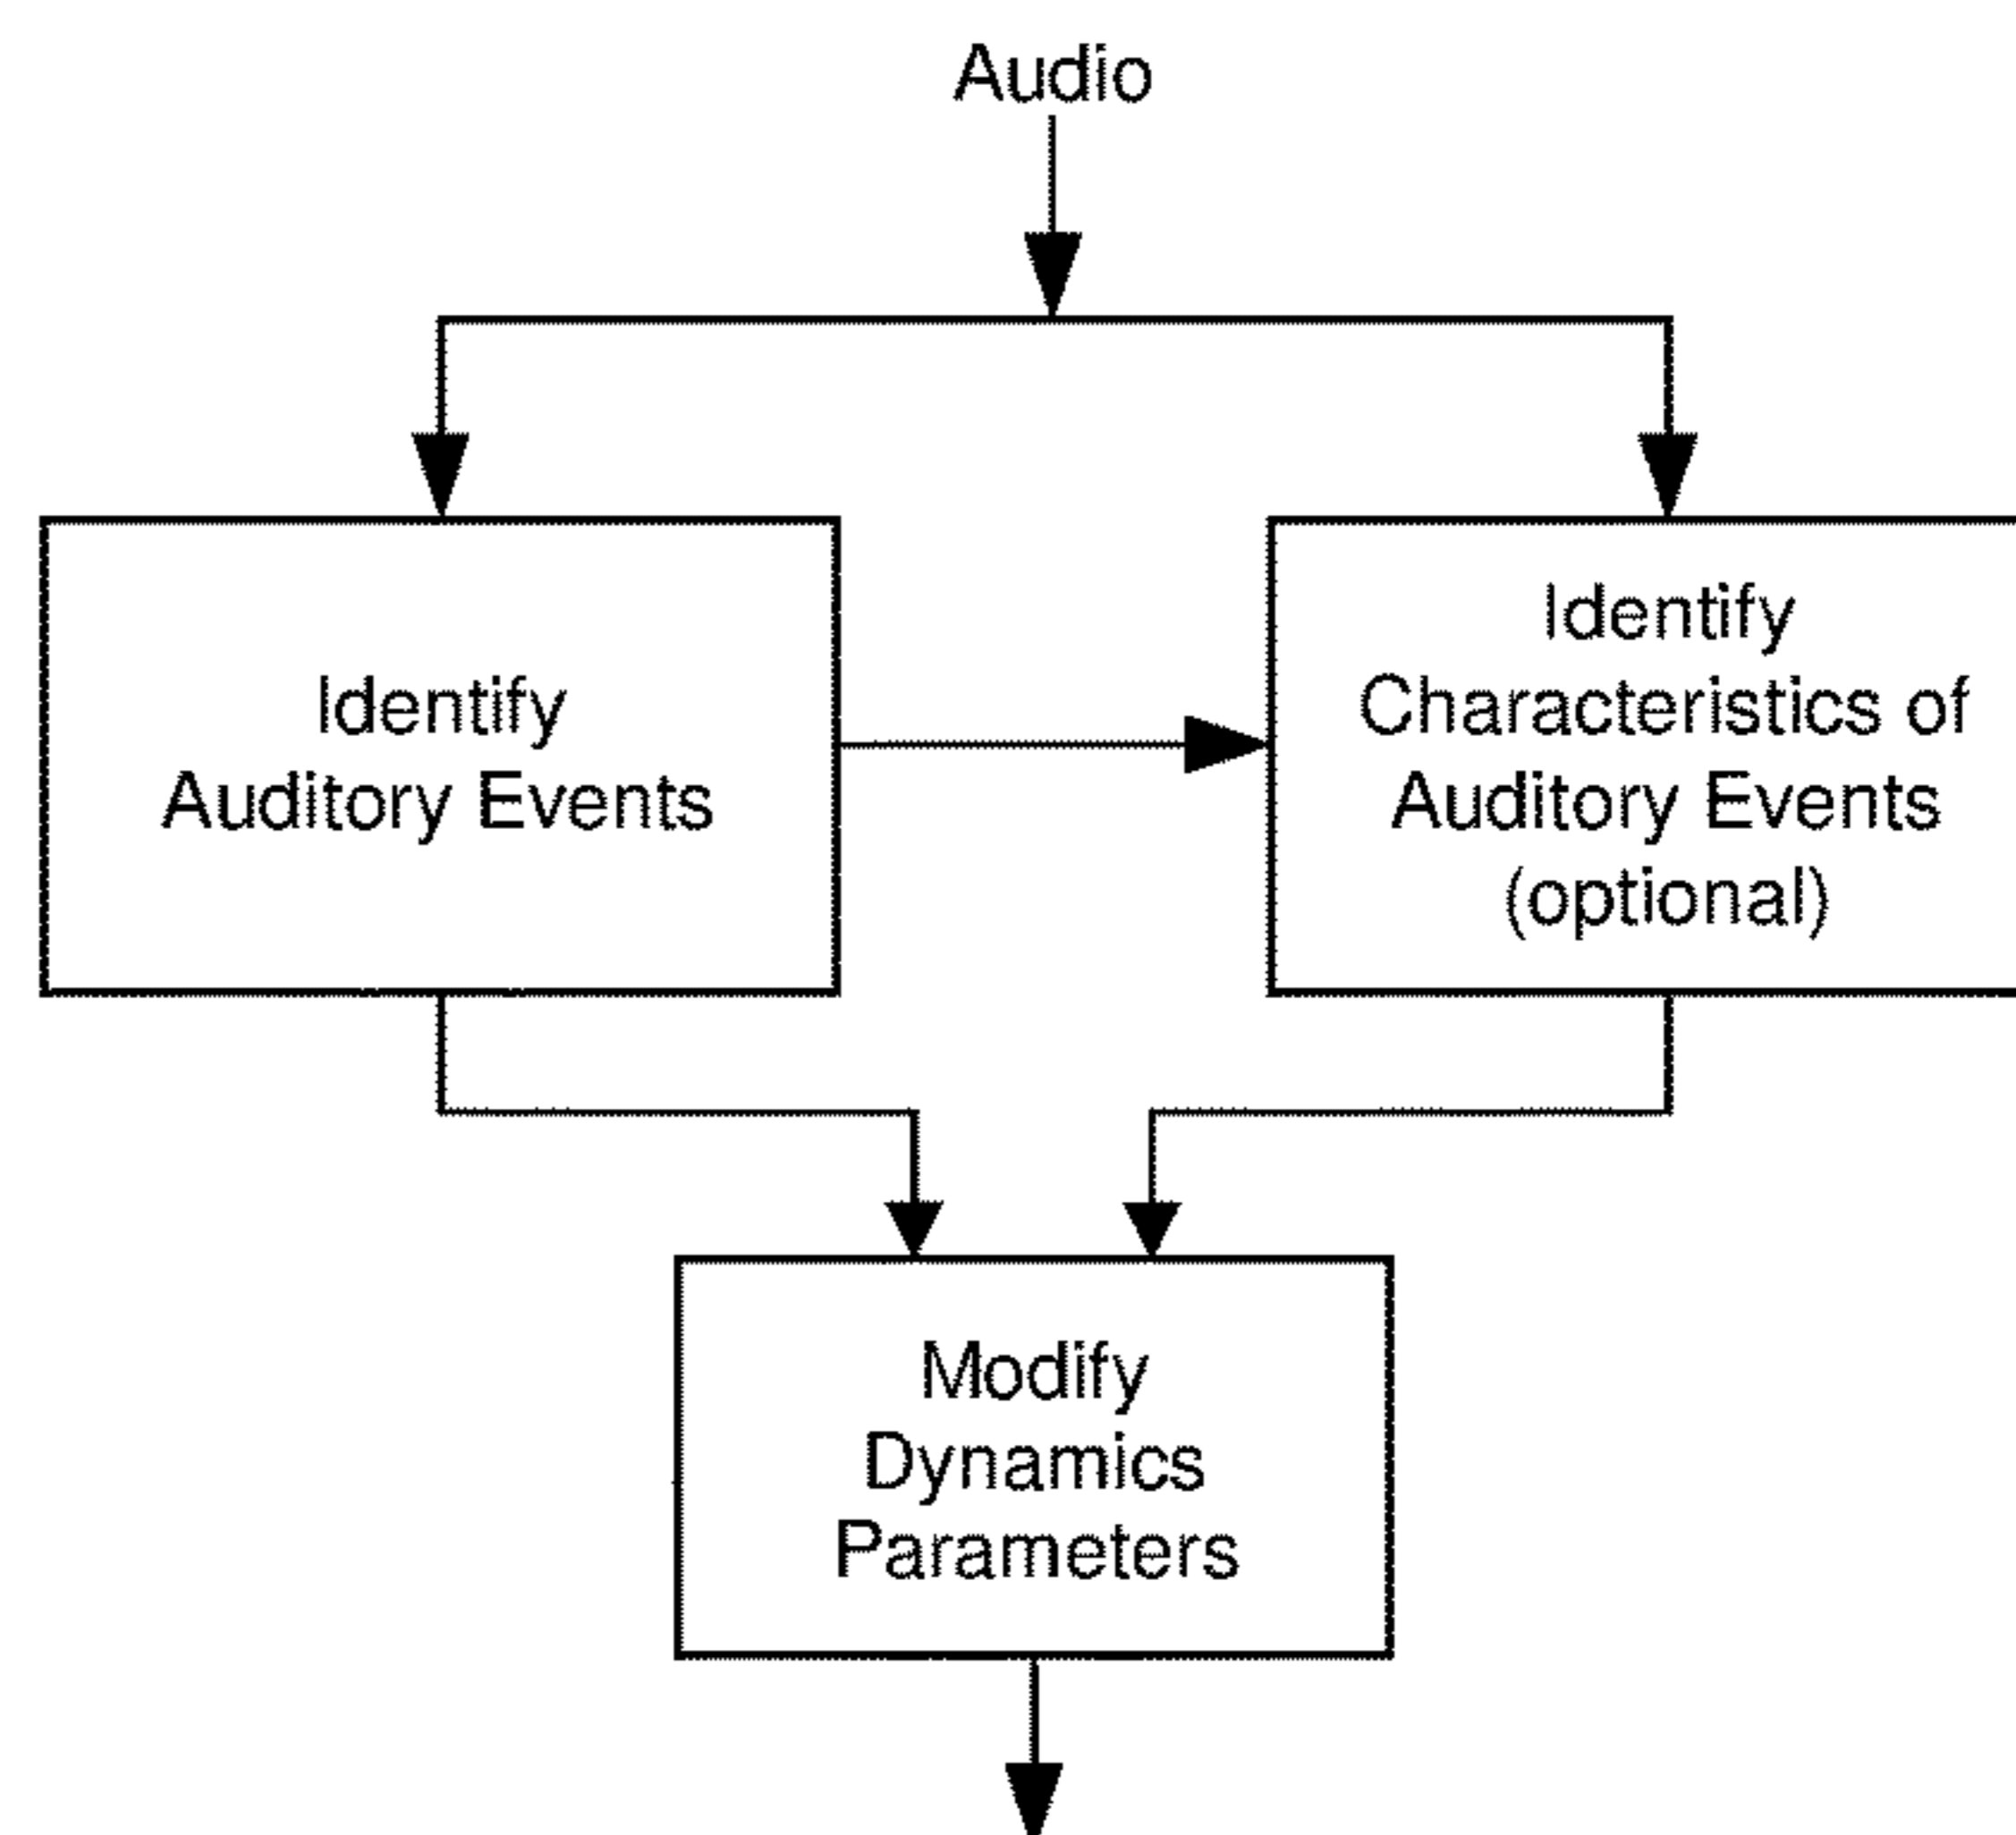 Audio
Identify
Auditory Events
Identify
Characteristics of
Auditory Events
(optional)
Modify
Dynamics
Parameters